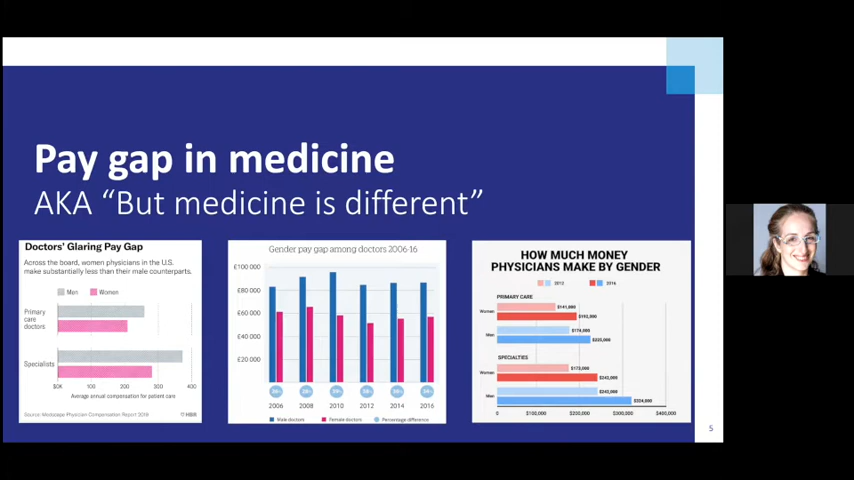 Pay gap in medicine
AKA “But medicine is different”
Doctors' Glaring Pay Gap
Across the board, women physicians in the U.S.
make substantially less than their male counterparts.
Men Women
Primary
care
doctors
Specialists
$0K 100 200 300 400
Average annual compensation for patient care
Source: Medscape Physician Compensation Report 2018 HBR
Gender pay gap among doctors 2006-16
£100 000
£80 000
£60 000
£40 000
£20 000
2006 2008 2010 2012 2014 2016
Male doctors Female doctors Percentage difference
HOW MUCH MONEY
PHYSICIANS MAKE BY GENDER
2012 2016
PRIMARY CARE
Women
$141,000
$192,000
Men
$174,000
$225,000
SPECIALTIES
Women
$173,000
$242,000
Men
$242,000
$324,000
0 $100,000 $200,000 $300,000 $400,000
5